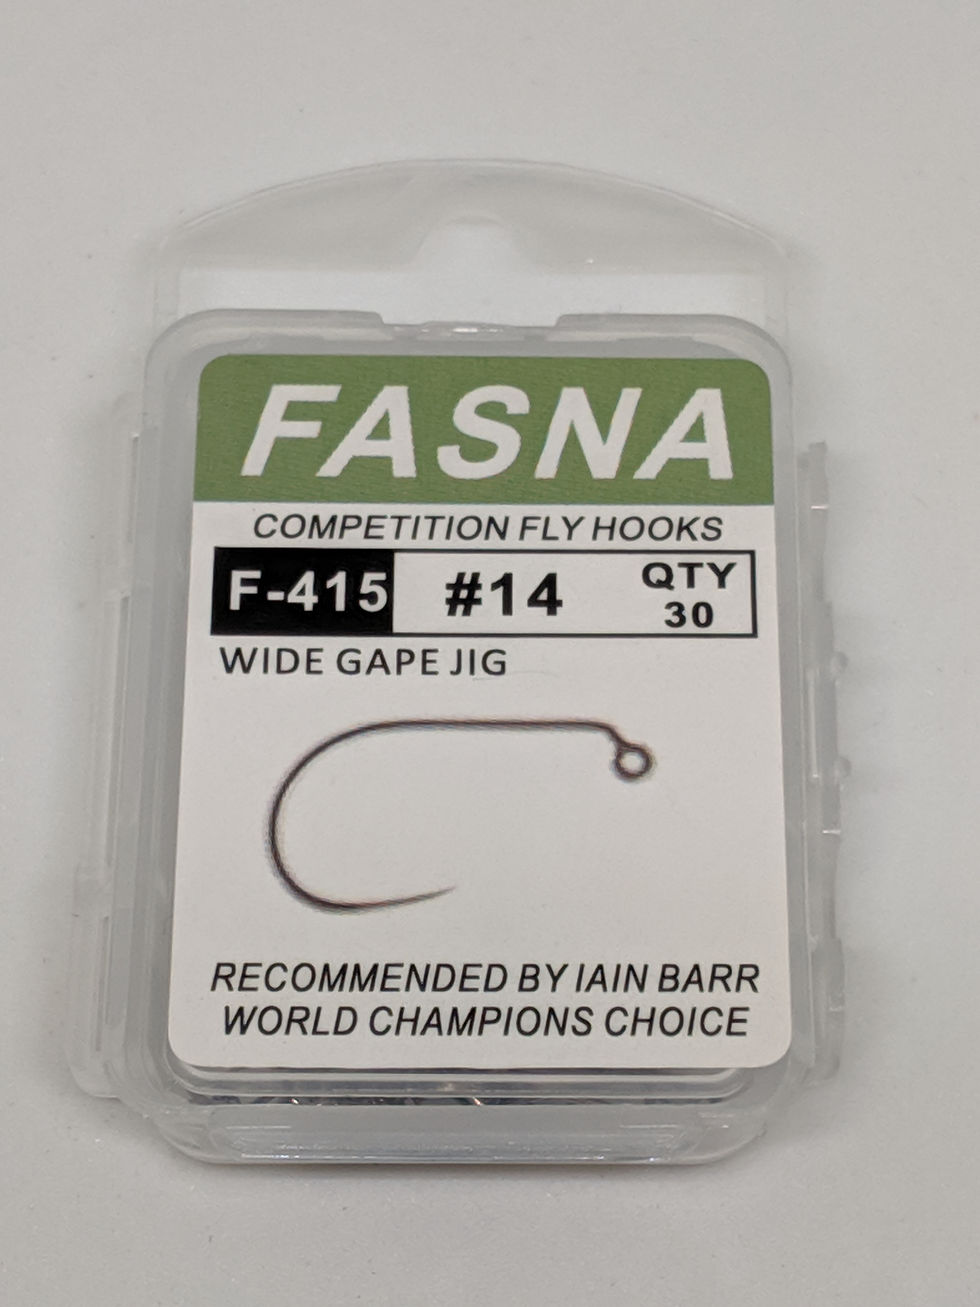 FASNA
COMPETITION FLY HOOKS
F-415 #14 QTY 30
WIDE GAPE JIG
RECOMMENDED BY IAIN BARR
WORLD CHAMPIONS CHOICE